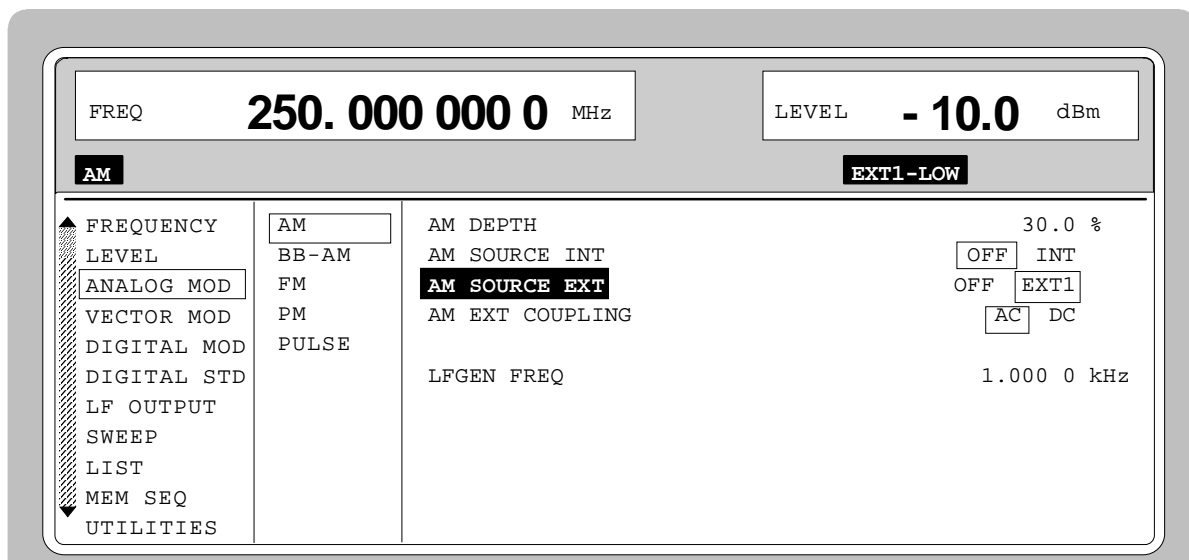 FREQ 250. 000 000 0 MHz LEVEL - 10.0 dBm
AM EXT1-LOW
FREQUENCY AM AM DEPTH 30.0 %
LEVEL BB-AM AM SOURCE INT OFF INT
ANALOG MOD FM AM SOURCE EXT OFF EXT1
VECTOR MOD PM AM EXT COUPLING AC DC
DIGITAL MOD PULSE
DIGITAL STD LFGEN FREQ 1.000 0 kHz
LF OUTPUT
SWEEP
LIST
MEM SEQ
UTILITIES